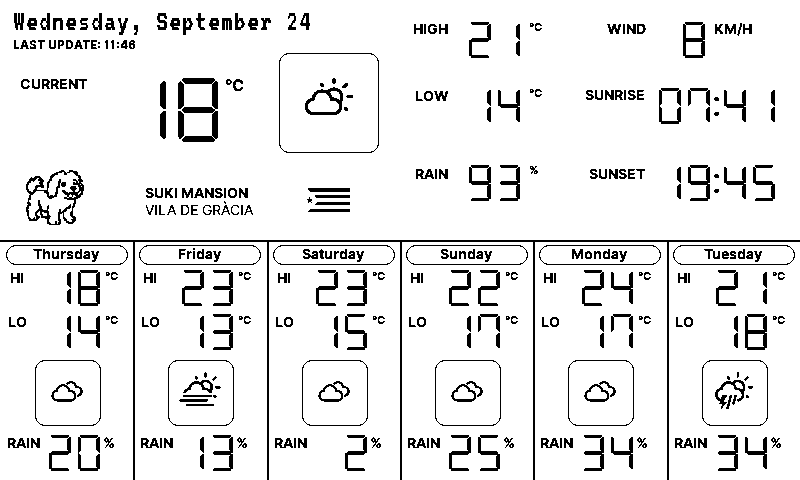 Wednesday, September 24
LAST UPDATE: 11:46
CURRENT 18 °C
SUKI MANSION
VILA DE GRÀCIA
HIGH 21 °C
LOW 14 °C
RAIN 93 %
WIND 8 KM/H
SUNRISE 07:41
SUNSET 19:45
Thursday
HI 18 °C
LO 14 °C
RAIN 20 %
Friday
HI 23 °C
LO 13 °C
RAIN 13 %
Saturday
HI 23 °C
LO 15 °C
RAIN 2 %
Sunday
HI 22 °C
LO 17 °C
RAIN 25 %
Monday
HI 24 °C
LO 17 °C
RAIN 34 %
Tuesday
HI 21 °C
LO 18 °C
RAIN 34 %